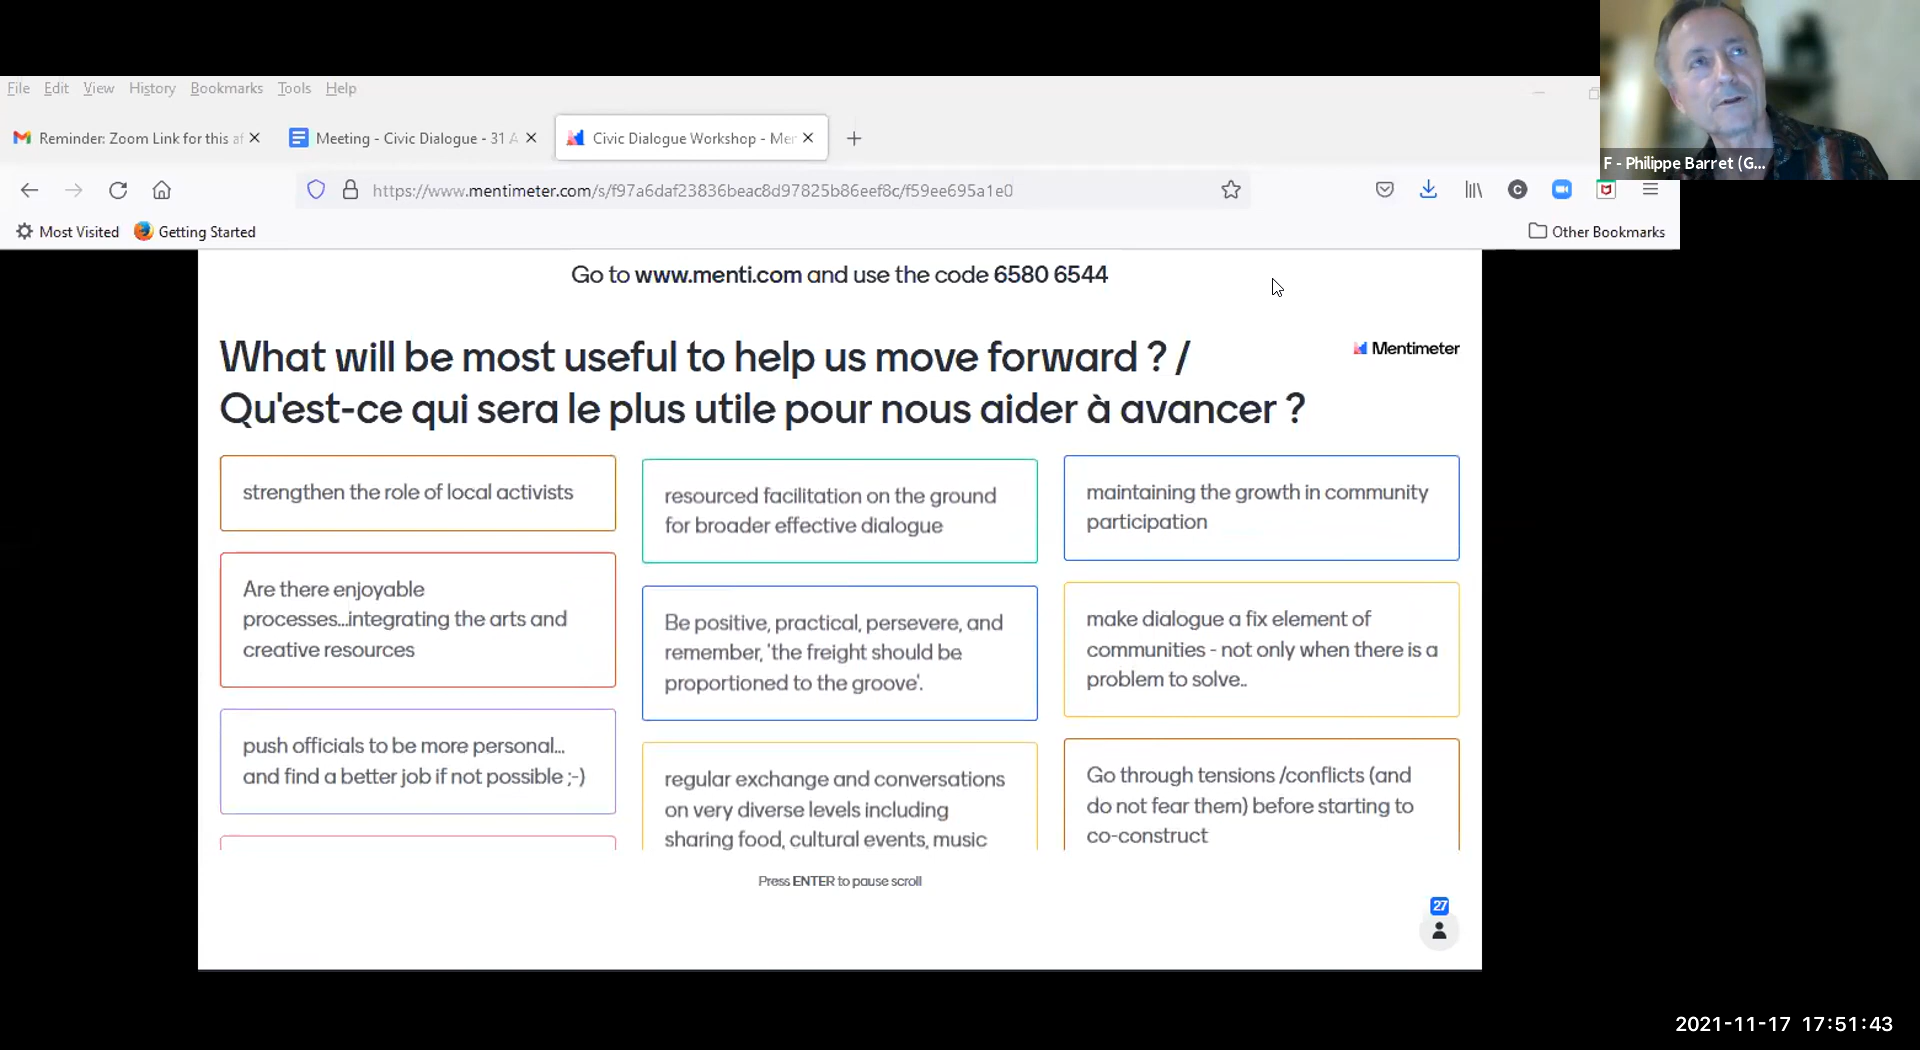 File Edit View History Bookmarks Tools Help
Reminder: Zoom Link for this af
Meeting - Civic Dialogue - 31 A
Civic Dialogue Workshop - Men
F - Philippe Barret (G...
https://www.mentimeter.com/s/f97a6daf23836beac8d97825b86eef8c/f59ee695a1e0
Most Visited Getting Started
Other Bookmarks
Go to www.menti.com and use the code 6580 6544
What will be most useful to help us move forward ? /
Qu'est-ce qui sera le plus utile pour nous aider à avancer ?
Mentimeter
strengthen the role of local activists
Are there enjoyable
processes...integrating the arts and
creative resources
push officials to be more personal...
and find a better job if not possible ;-)
resourced facilitation on the ground
for broader effective dialogue
Be positive, practical, persevere, and
remember, 'the freight should be
proportioned to the groove'.
regular exchange and conversations
on very diverse levels including
sharing food, cultural events, music
maintaining the growth in community
participation
make dialogue a fix element of
communities - not only when there is a
problem to solve..
Go through tensions /conflicts (and
do not fear them) before starting to
co-construct
Press ENTER to pause scroll
27
2021-11-17 17:51:43